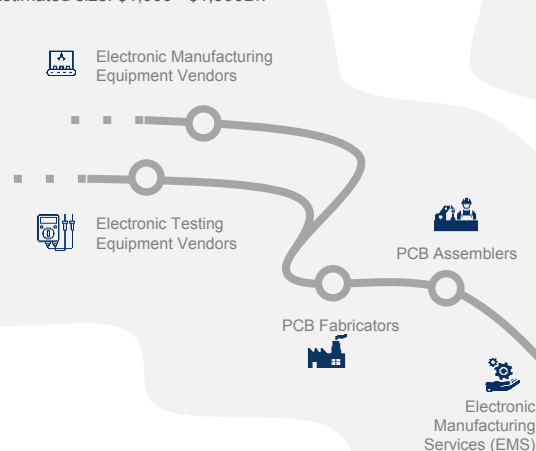 Electronic Manufacturing
Equipment Vendors
Electronic Testing
Equipment Vendors
PCB Assemblers
PCB Fabricators
Electronic
Manufacturing
Services (EMS)